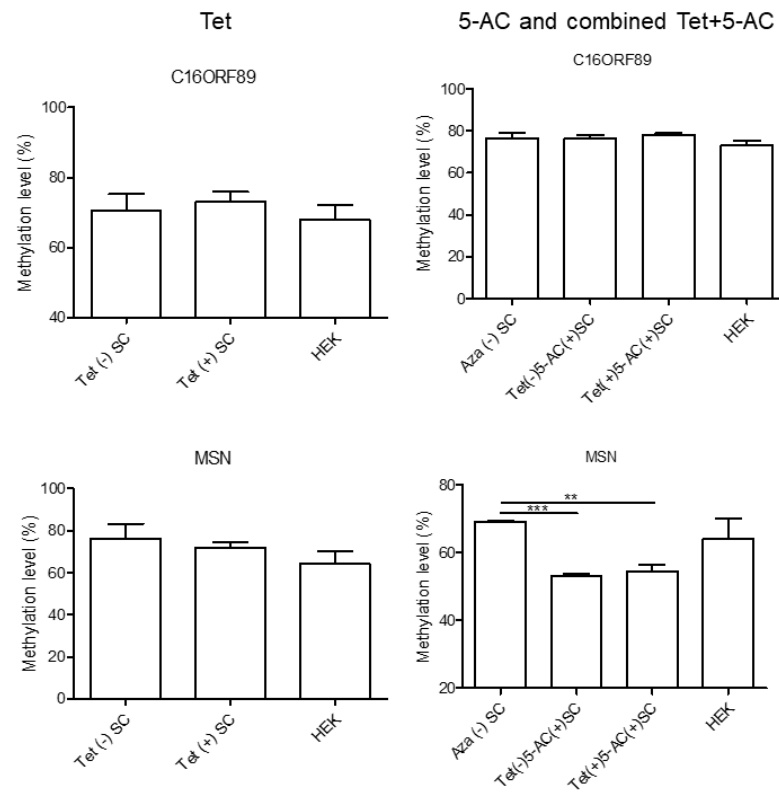 Tet
5-AC and combined Tet+5-AC
C16ORF89
Methylation level (%)
100
80
60
40
Tet (-) SC
Tet (+) SC
HEK
C16ORF89
Methylation level (%)
100
80
60
40
20
0
Aza (-) SC
Tet(-)5-AC(+)SC
Tet(+)5-AC(+)SC
HEK
MSN
Methylation level (%)
100
80
60
40
20
0
Tet (-) SC
Tet (+) SC
HEK
MSN
Methylation level (%)
80
60
40
20
**
***
Aza (-) SC
Tet(-)5-AC(+)SC
Tet(+)5-AC(+)SC
HEK